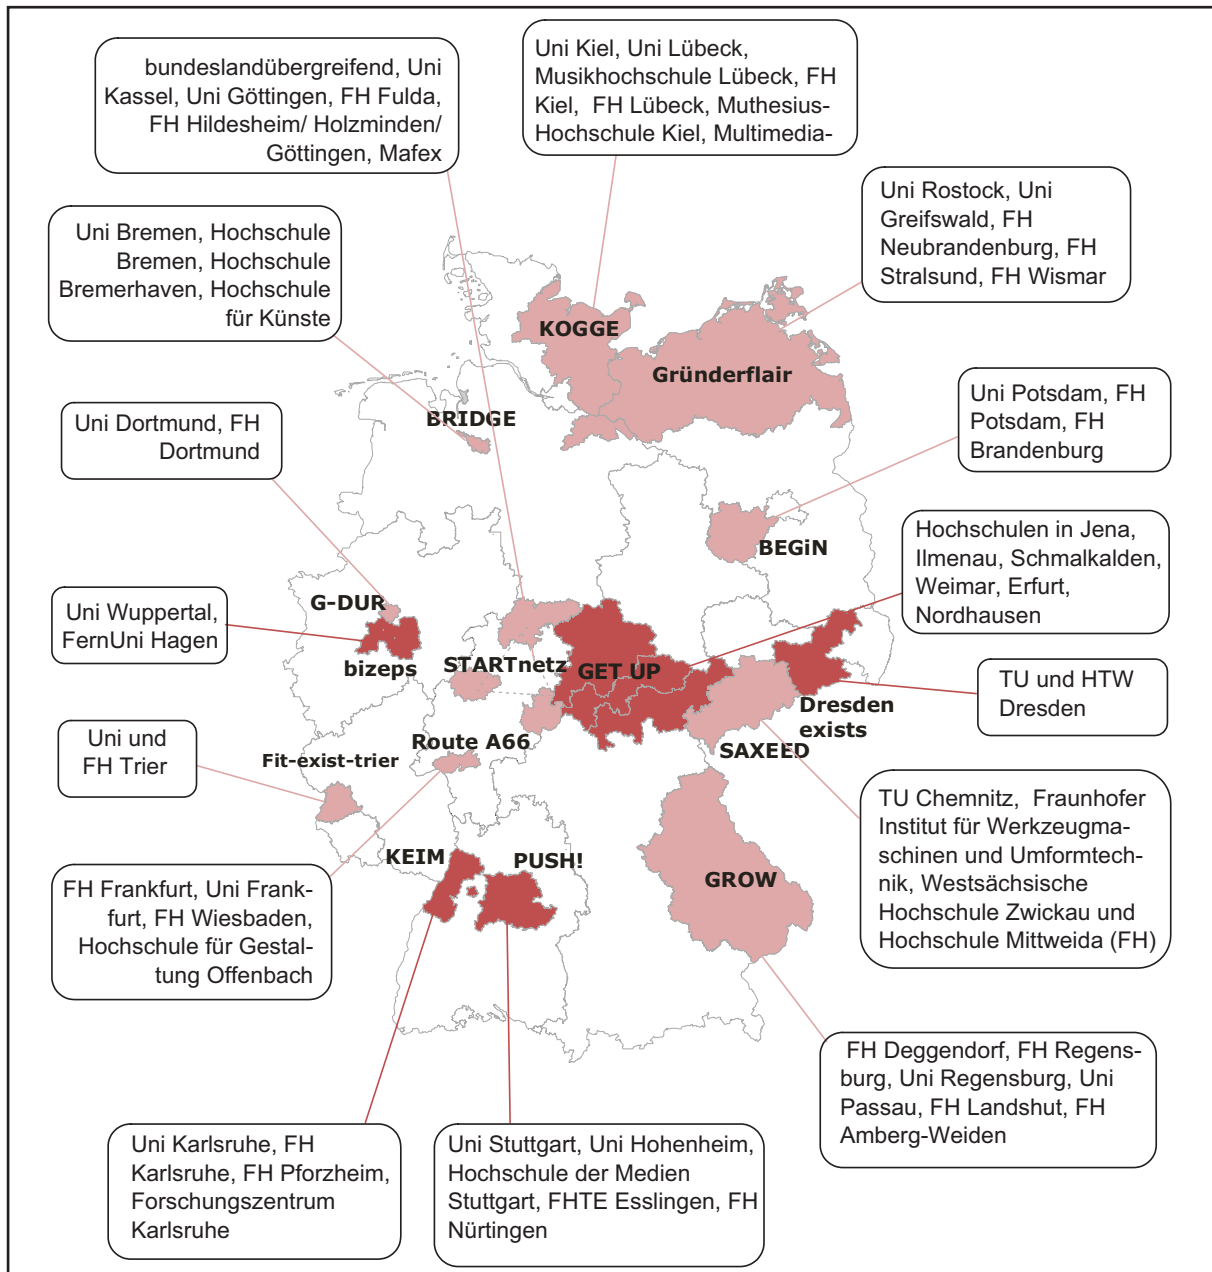 bundeslandübergreifend, Uni
Kassel, Uni Göttingen, FH Fulda,
FH Hildesheim/ Holzminden/
Göttingen, Mafex
Uni Kiel, Uni Lübeck,
Musikhochschule Lübeck, FH
Kiel, FH Lübeck, Muthesius-
Hochschule Kiel, Multimedia-
Uni Rostock, Uni
Greifswald, FH
Neubrandenburg, FH
Stralsund, FH Wismar
Uni Bremen, Hochschule
Bremen, Hochschule
Bremerhaven, Hochschule
für Künste
KOGGE
Gründerflair
BRIDGE
Uni Dortmund, FH
Dortmund
Uni Potsdam, FH
Potsdam, FH
Brandenburg
BEGiN
Hochschulen in Jena,
Ilmenau, Schmalkalden,
Weimar, Erfurt,
Nordhausen
Uni Wuppertal,
FernUni Hagen
G-DUR
bizeps
STARTnetz
GET UP
TU und HTW
Dresden
Dresden
exists
SAXEED
Uni und
FH Trier
Fit-exist-trier
Route A66
TU Chemnitz, Fraunhofer
Institut für Werkzeugma-
schinen und Umformtech-
nik, Westsächsische
Hochschule Zwickau und
Hochschule Mittweida (FH)
KEIM
PUSH!
GROW
FH Frankfurt, Uni Frank-
furt, FH Wiesbaden,
Hochschule für Gestal-
tung Offenbach
FH Deggendorf, FH Regens-
burg, Uni Regensburg, Uni
Passau, FH Landshut, FH
Amberg-Weiden
Uni Karlsruhe, FH
Karlsruhe, FH Pforzheim,
Forschungszentrum
Karlsruhe
Uni Stuttgart, Uni Hohenheim,
Hochschule der Medien
Stuttgart, FHTE Esslingen, FH
Nürtingen